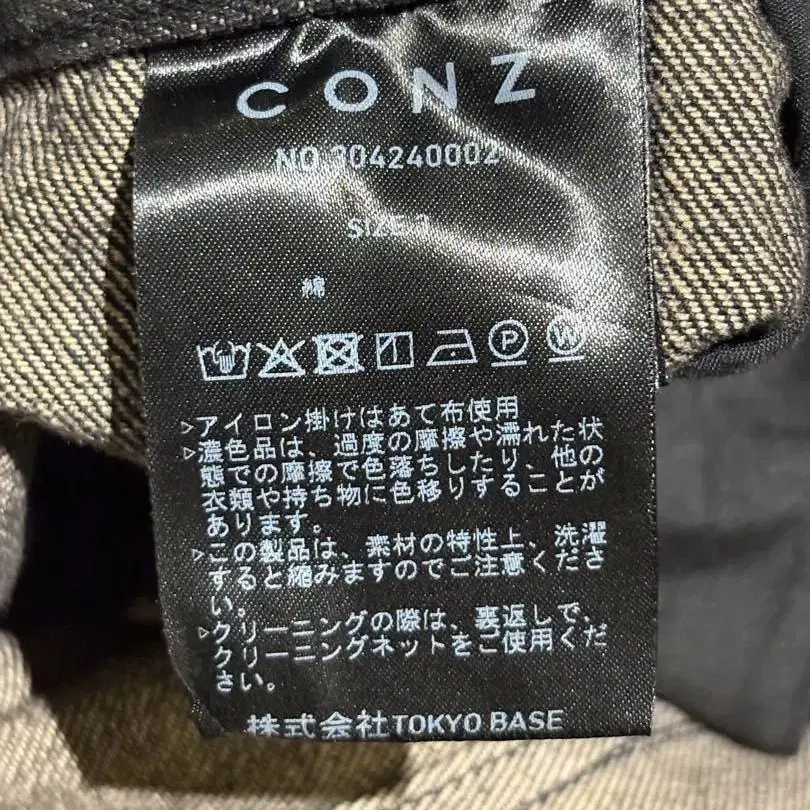 CONZ
NO.304240002
SIZE
綿
P
W
▷アイロン掛けはあて布使用
▷濃色品は、過度の摩擦や濡れた状
態での摩擦で色落ちしたり、他の
衣類や持ち物に色移りすることが
あります。
▷この製品は、素材の特性上、洗濯
すると縮みますのでご注意くださ
い。
▷クリーニングの際は、裏返しで、
クリーニングネットをご使用くだ
さい。
株式会社TOKYO BASE